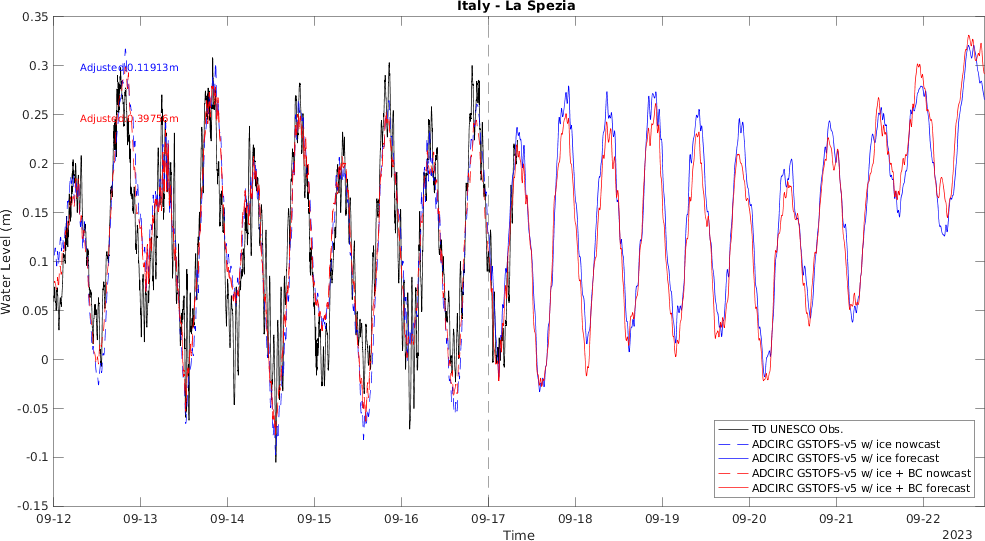 Italy - La Spezia
0.35
0.3
0.25
0.2
0.15
0.1
0.05
0
-0.05
-0.1
-0.15
Water Level (m)
Adjusted 0.11913m
Adjusted 0.39756m
TD UNESCO Obs.
ADCIRC GSTOFS-v5 w/ ice nowcast
ADCIRC GSTOFS-v5 w/ ice forecast
ADCIRC GSTOFS-v5 w/ ice + BC nowcast
ADCIRC GSTOFS-v5 w/ ice + BC forecast
09-12 09-13 09-14 09-15 09-16 09-17 09-18 09-19 09-20 09-21 09-22
Time
2023